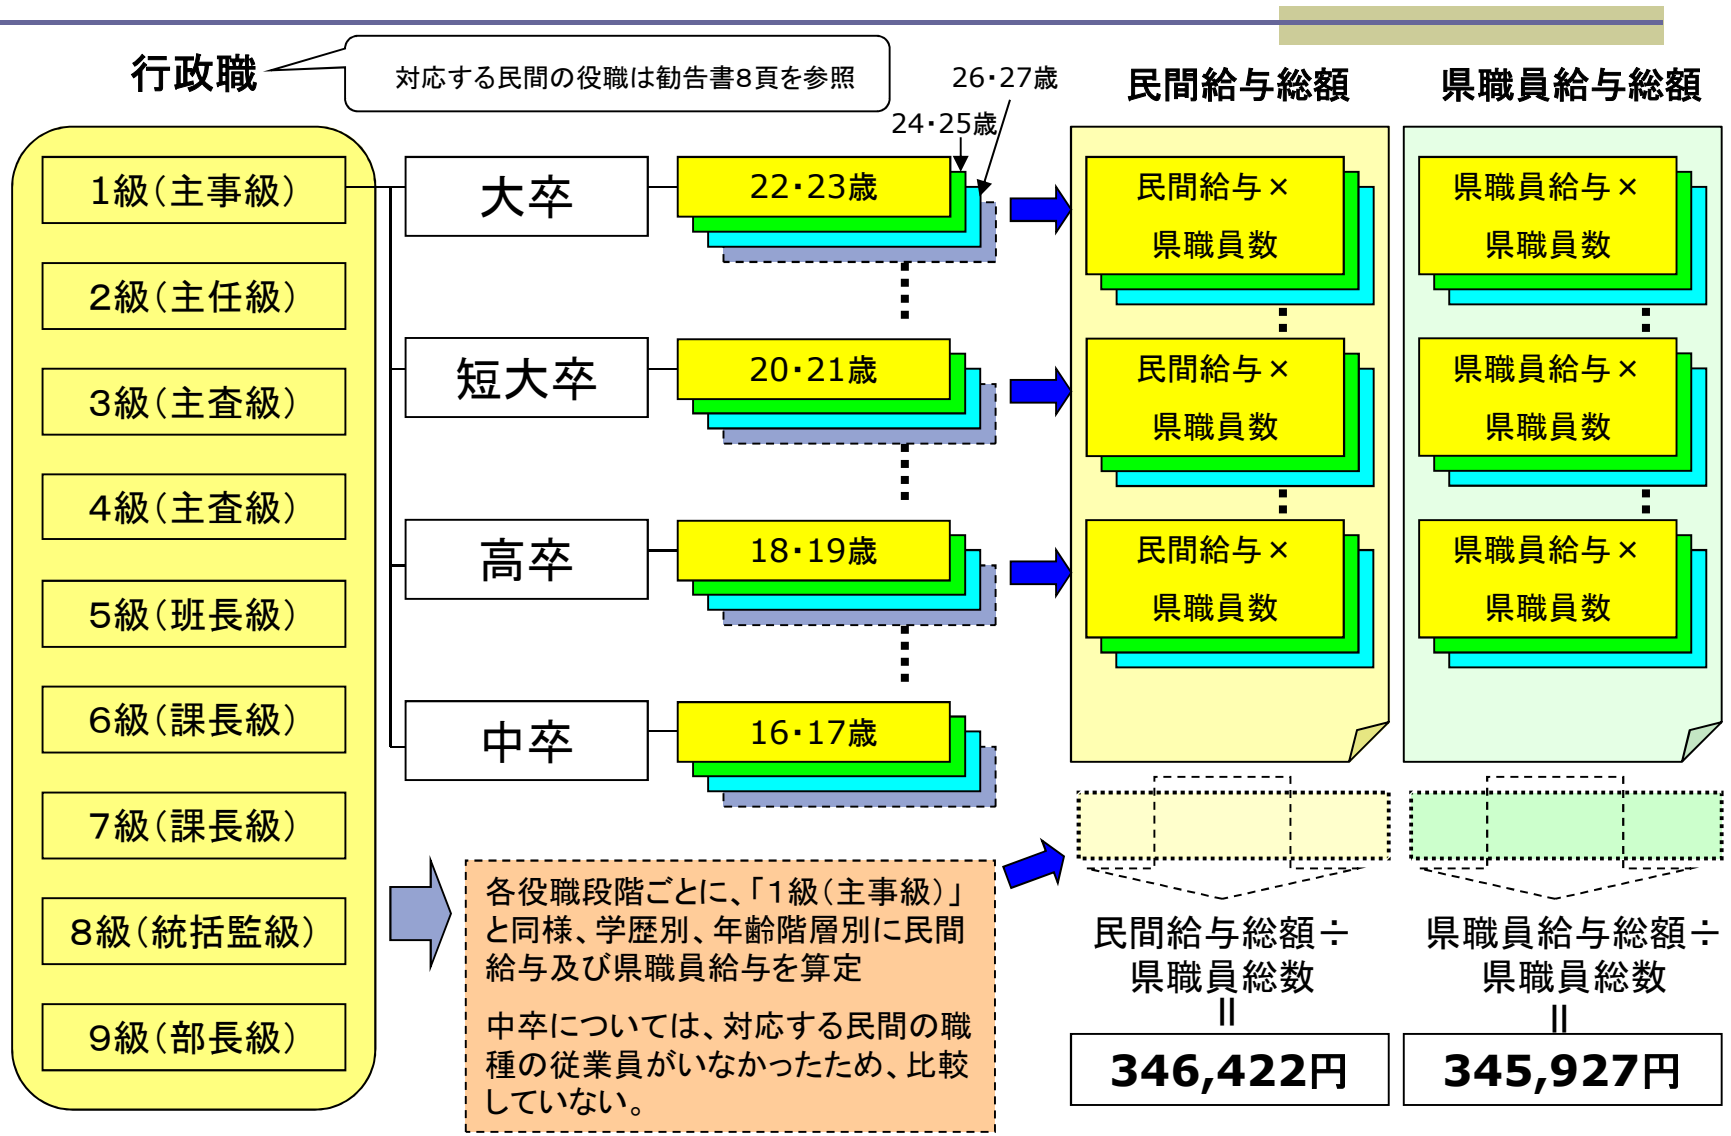 行政職
対応する民間の役職は勧告書8頁を参照
26・27歳
24・25歳
民間給与総額
県職員給与総額
1級（主事級）
2級（主任級）
3級（主査級）
4級（主査級）
5級（班長級）
6級（課長級）
7級（課長級）
8級（統括監級）
9級（部長級）
大卒
22・23歳
短大卒
20・21歳
高卒
18・19歳
中卒
16・17歳
民間給与×
県職員数
県職員給与×
県職員数
民間給与×
県職員数
県職員給与×
県職員数
民間給与×
県職員数
県職員給与×
県職員数
各役職段階ごとに、「1級（主事級）」
と同様、学歴別、年齢階層別に民間
給与及び県職員給与を算定
中卒については、対応する民間の職
種の従業員がいなかったため、比較
していない。
民間給与総額÷
県職員総数
=
346,422円
県職員給与総額÷
県職員総数
=
345,927円